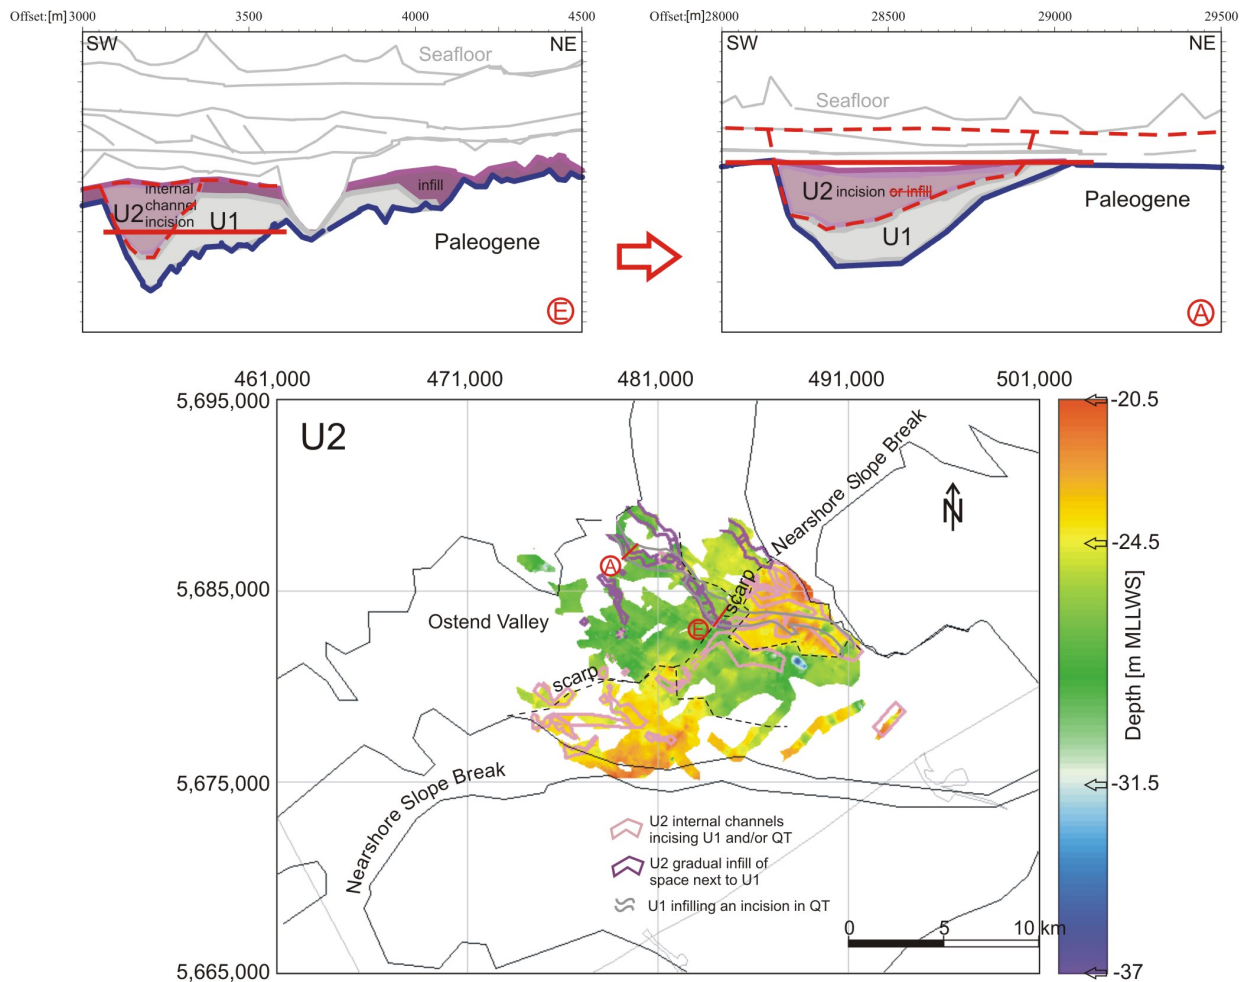 Offset:[m] 3000 3500 4000 4500
Offset:[m] 28000 28500 29000 29500
SW NE
Seafloor
internal
channel
incision
U2
U1
infill
Paleogene
E
SW NE
Seafloor
U2 incision or infill
U1
Paleogene
A
461,000 471,000 481,000 491,000 501,000
5,695,000
5,685,000
5,675,000
5,665,000
U2
Nearshore Slope Break
N
A
scarp
E
Ostend Valley
scarp
Nearshore Slope Break
U2 internal channels
incising U1 and/or QT
U2 gradual infill of
space next to U1
U1 infilling an incision in QT
0 5 10 km
-20.5
-24.5
-31.5
-37
Depth [m MLLWS]